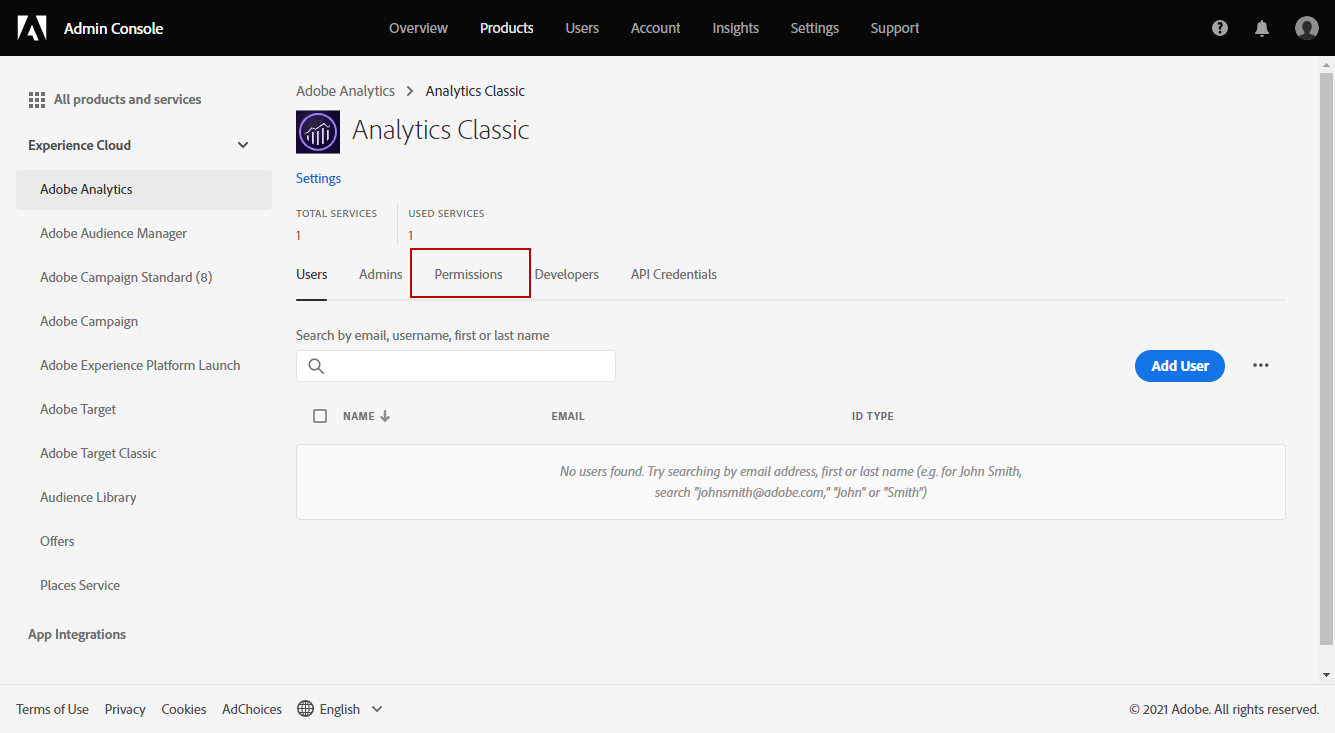 Admin Console
Overview Products Users Account Insights Settings Support
All products and services
Experience Cloud
Adobe Analytics
Adobe Audience Manager
Adobe Campaign Standard (8)
Adobe Campaign
Adobe Experience Platform Launch
Adobe Target
Adobe Target Classic
Audience Library
Offers
Places Service
App Integrations
Adobe Analytics > Analytics Classic
Analytics Classic
Settings
TOTAL SERVICES USED SERVICES
1 1
Users Admins Permissions Developers API Credentials
Search by email, username, first or last name
Add User
NAME EMAIL ID TYPE
No users found. Try searching by email address, first or last name (e.g. for John Smith,
search "johnsmith@adobe.com," "John" or "Smith")
Terms of Use Privacy Cookies AdChoices English
© 2021 Adobe. All rights reserved.